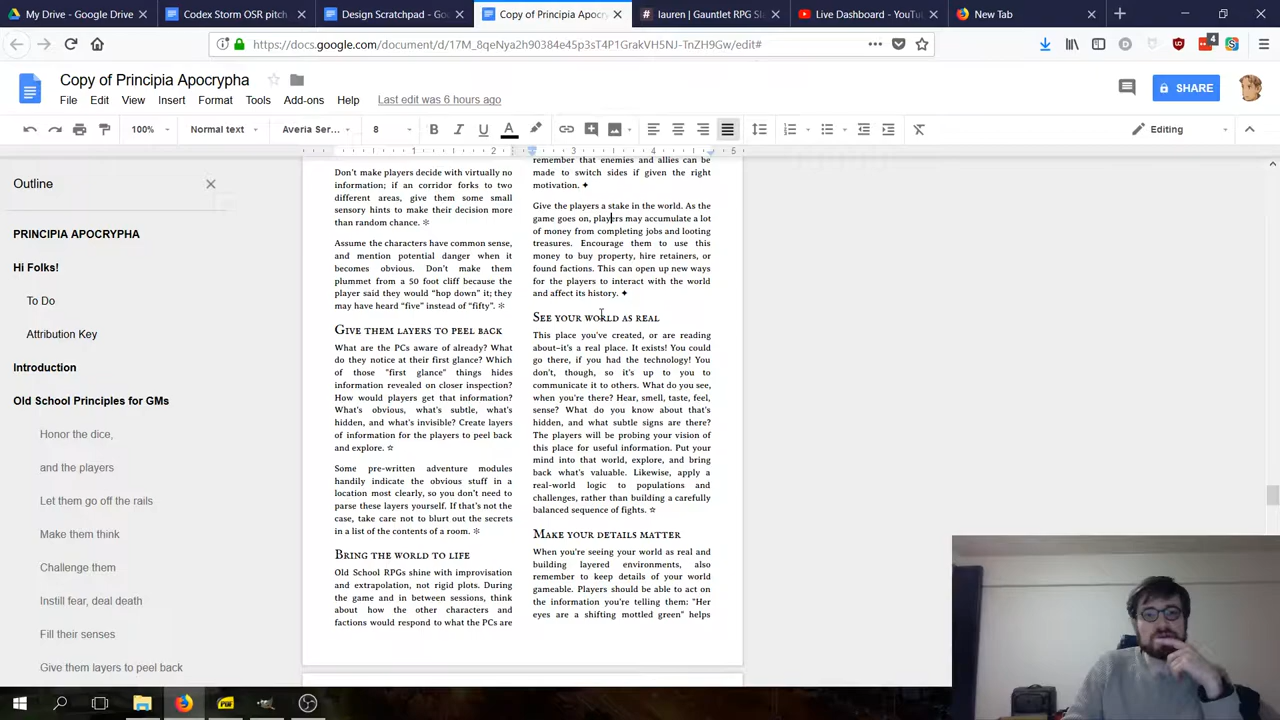 My Drive - Google Drive
Codex Storm OSR pitch
Design Scratchpad - Go
Copy of Principia Apocry
lauren | Gauntlet RPG Sl
Live Dashboard - YouTu
New Tab
https://docs.google.com/document/d/17M_8qeNya2h90384e45p3sT4P1GrakVH5NJ-TnZH9Gw/edit#
4
Copy of Principia Apocrypha
File Edit View Insert Format Tools Add-ons Help Last edit was 6 hours ago
SHARE
100% Normal text Averia Ser... 8 B I U A Editing
1 2 3 4 5
Outline
PRINCIPIA APOCRYPHA
Hi Folks!
To Do
Attribution Key
Introduction
Old School Principles for GMs
Honor the dice,
and the players
Let them go off the rails
Make them think
Challenge them
Instill fear, deal death
Fill their senses
Give them layers to peel back
Don't make players decide with virtually no
information; if an corridor forks to two
different areas, give them some small
sensory hints to make their decision more
than random chance. ✼
Assume the characters have common sense,
and mention potential danger when it
becomes obvious. Don't make them
plummet from a 50 foot cliff because the
player said they would “hop down” it; they
may have heard “five” instead of “fifty”. ✼
Give them layers to peel back
What are the PCs aware of already? What
do they notice at their first glance? Which
of those "first glance" things hides
information revealed on closer inspection?
How would players get that information?
What's obvious, what's subtle, what's
hidden, and what's invisible? Create layers
of information for the players to peel back
and explore. ☆
Some pre-written adventure modules
handily indicate the obvious stuff in a
location most clearly, so you don't need to
parse these layers yourself. If that's not the
case, take care not to blurt out the secrets
in a list of the contents of a room. ✼
Bring the world to life
Old School RPGs shine with improvisation
and extrapolation, not rigid plots. During
the game and in between sessions, think
about how the other characters and
factions would respond to what the PCs are
remember that enemies and allies can be
made to switch sides if given the right
motivation. ✦
Give the players a stake in the world. As the
game goes on, players may accumulate a lot
of money from completing jobs and looting
treasures. Encourage them to use this
money to buy property, hire retainers, or
found factions. This can open up new ways
for the players to interact with the world
and affect its history. ✦
See your world as real
This place you've created, or are reading
about–it's a real place. It exists! You could
go there, if you had the technology! You
don't, though, so it's up to you to
communicate it to others. What do you see,
when you're there? Hear, smell, taste, feel,
sense? What do you know about that's
hidden, and what subtle signs are there?
The players will be probing your vision of
this place for useful information. Put your
mind into that world, explore, and bring
back what's valuable. Likewise, apply a
real-world logic to populations and
challenges, rather than building a carefully
balanced sequence of fights. ☆
Make your details matter
When you're seeing your world as real and
building layered environments, also
remember to keep details of your world
gameable. Players should be able to act on
the information you're telling them: "Her
eyes are a shifting mottled green" helps